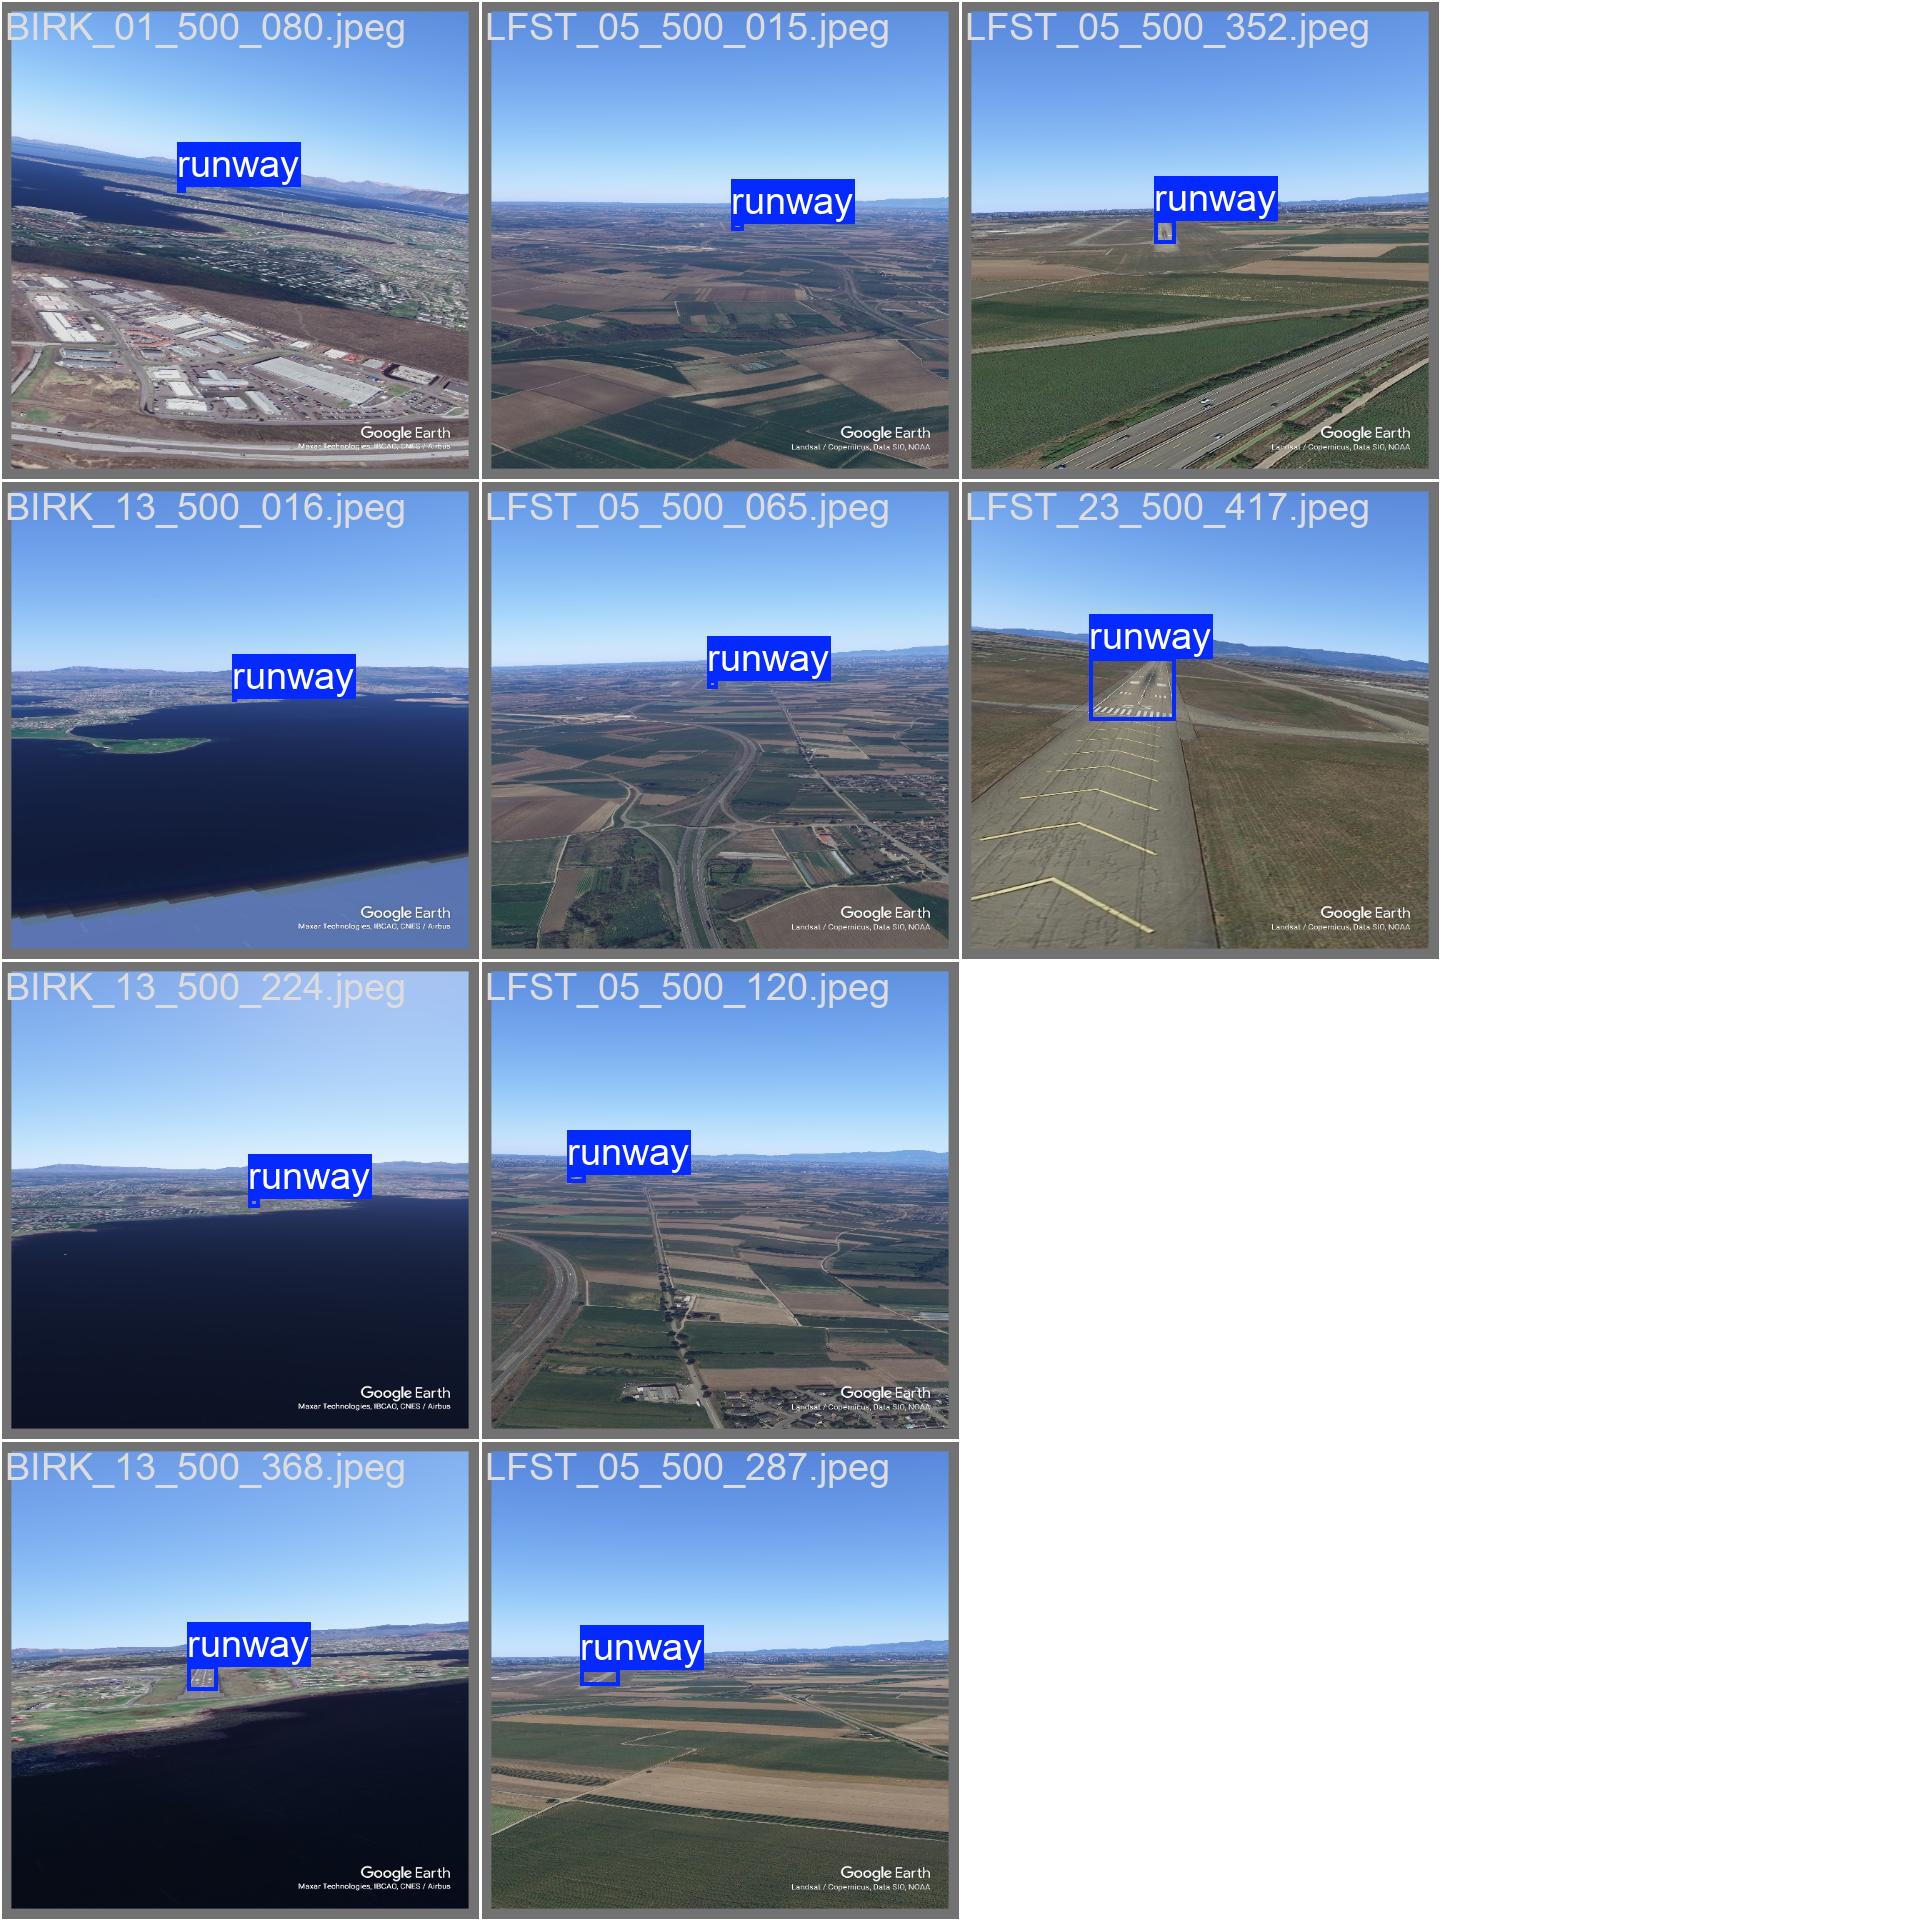 BIRK_01_500_080.jpeg
LFST_05_500_015.jpeg
LFST_05_500_352.jpeg
runway
runway
runway
Google Earth
Maxar Technologies, IBCAO, CNES / Airbus
Google Earth
Landsat / Copernicus, Data SIO, NOAA
Google Earth
Landsat / Copernicus, Data SIO, NOAA
BIRK_13_500_016.jpeg
LFST_05_500_065.jpeg
LFST_23_500_417.jpeg
runway
runway
runway
Google Earth
Maxar Technologies, IBCAO, CNES / Airbus
Google Earth
Landsat / Copernicus, Data SIO, NOAA
Google Earth
Landsat / Copernicus, Data SIO, NOAA
BIRK_13_500_224.jpeg
LFST_05_500_120.jpeg
runway
runway
Google Earth
Maxar Technologies, IBCAO, CNES / Airbus
Google Earth
Landsat / Copernicus, Data SIO, NOAA
BIRK_13_500_368.jpeg
LFST_05_500_287.jpeg
runway
runway
Google Earth
Maxar Technologies, IBCAO, CNES / Airbus
Google Earth
Landsat / Copernicus, Data SIO, NOAA